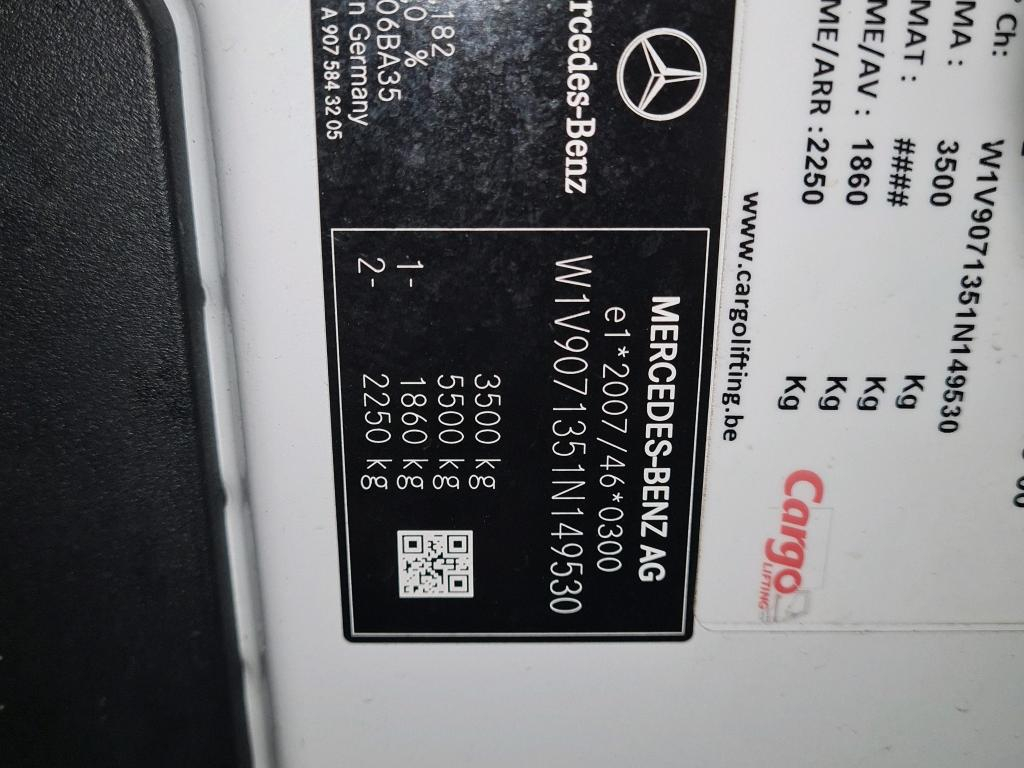 Ch: W1V9071351N149530
MA : 3500 Kg
MAT : #### Kg
ME/AV : 1860 Kg
ME/ARR :2250 Kg
www.cargolifting.be
Cargo
LIFTING
rcedes-Benz
182
0 %
06BA35
n Germany
A 907 584 32 05
MERCEDES-BENZ AG
e1*2007/46*0300
W1V9071351N149530
3500 kg
5500 kg
1- 1860 kg
2- 2250 kg